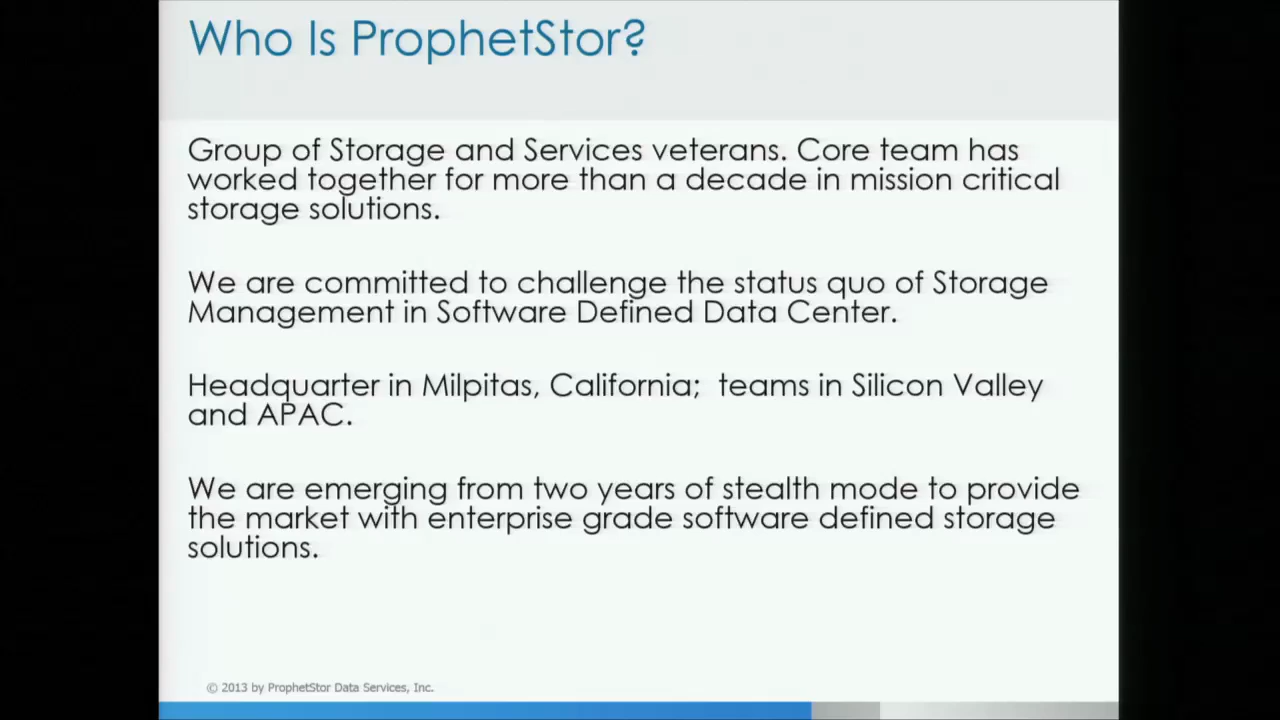 Who Is ProphetStor?
Group of Storage and Services veterans. Core team has
worked together for more than a decade in mission critical
storage solutions.
We are committed to challenge the status quo of Storage
Management in Software Defined Data Center.
Headquarter in Milpitas, California;  teams in Silicon Valley
and APAC.
We are emerging from two years of stealth mode to provide
the market with enterprise grade software defined storage
solutions.
© 2013 by ProphetStor Data Services, Inc.